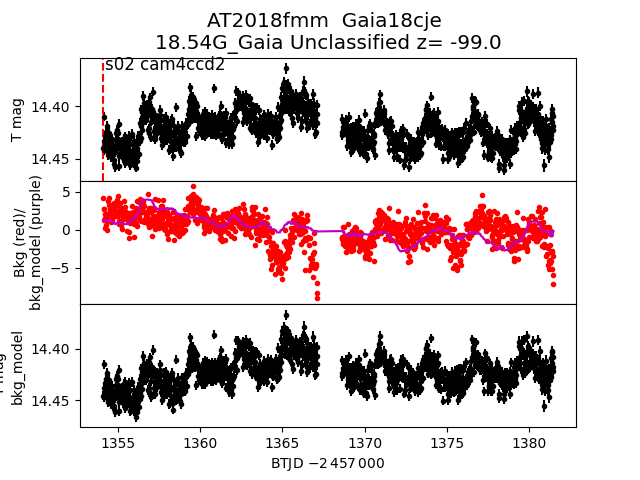 AT2018fmm Gaia18cje
18.54G_Gaia Unclassified z= -99.0
s02 cam4ccd2
T mag
14.40
14.45
Bkg (red)/
bkg_model (purple)
5
0
−5
bkg_model
14.40
14.45
1355 1360 1365 1370 1375 1380
BTJD −2 457 000